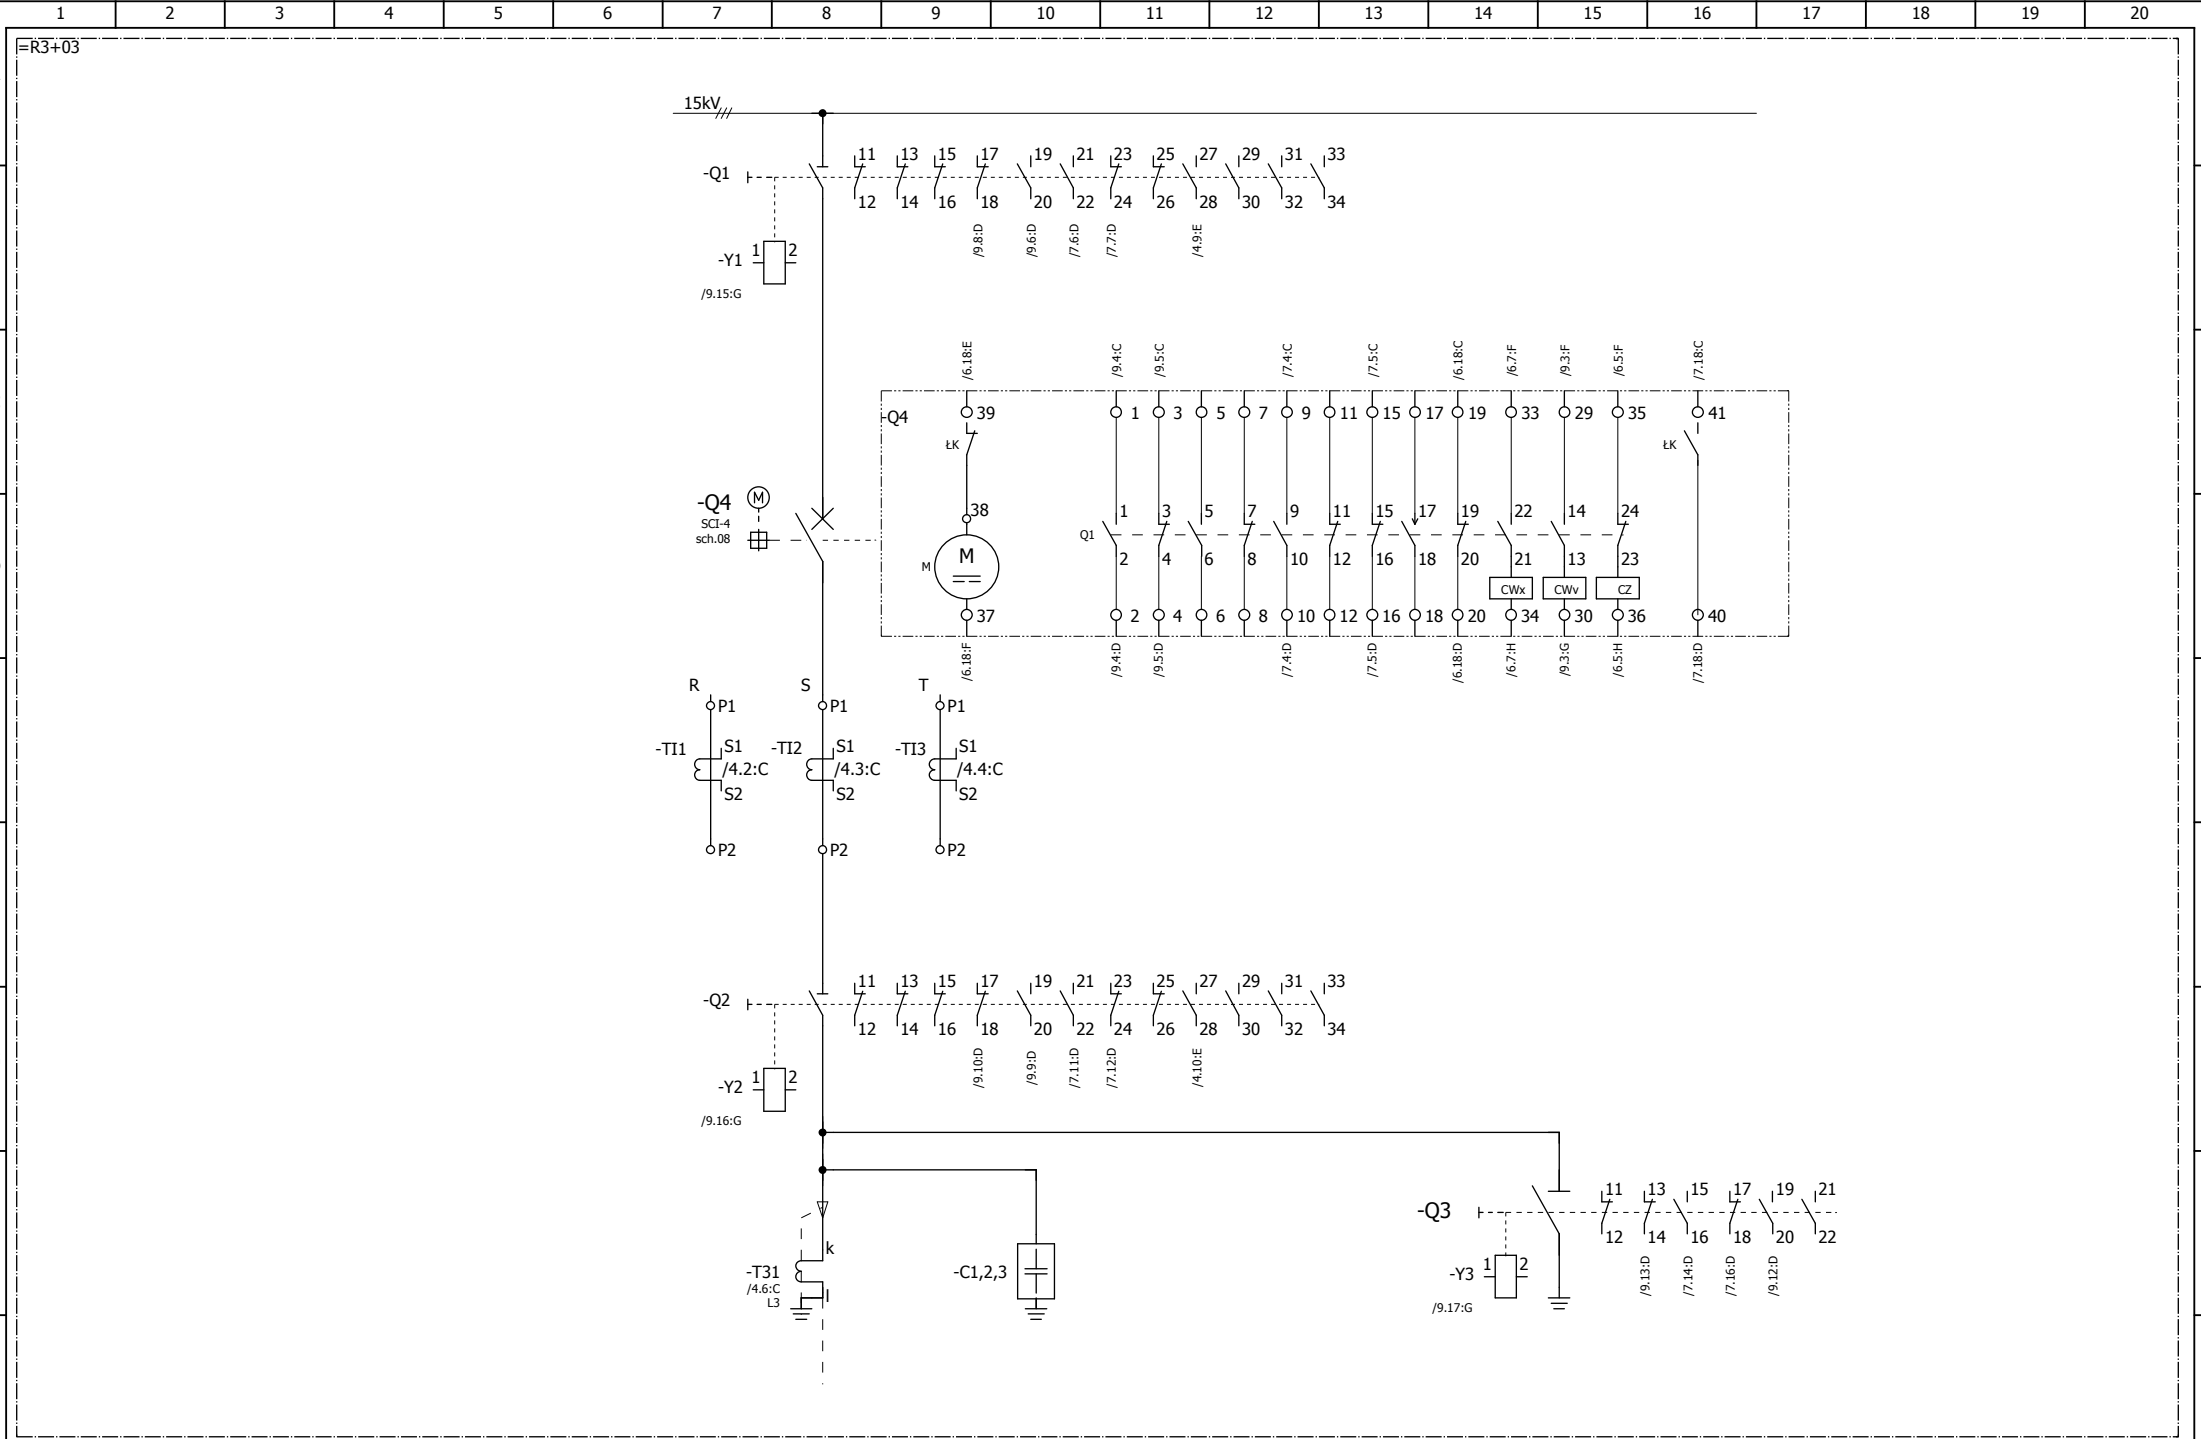 1 2 3 4 5 6 7 8 9 10 11 12 13 14 15 16 17 18 19 20
=R3+03
15kV
11 13 15 17 19 21 23 25 27 29 31 33
-Q1
12 14 16 18 20 22 24 26 28 30 32 34
/9.8:D /9.6:D /7.6:D /7.7:D /4.9:E
-Y1 1 2
/9.15:G
/6.18:E /9.4:C /9.5:C /7.4:C /7.5:C /6.18:C /6.7:F /9.3:F /6.5:F /7.18:C
-Q4 39 1 3 5 7 9 11 15 17 19 33 29 35 41
ŁK ŁK
-Q4 M
SCI-4
sch.08
38 1 3 5 7 9 11 15 17 19 22 14 24
Q1
M M 2 4 6 8 10 12 16 18 20 21 13 23
CWx CWv CZ
37 2 4 6 8 10 12 16 18 20 34 30 36 40
/6.18:F /9.4:D /9.5:D /7.4:D /7.5:D /6.18:D /6.7:H /9.3:G /6.5:H /7.18:D
R S T
P1 P1 P1
-TI1 S1 -TI2 S1 -TI3 S1
/4.2:C /4.3:C /4.4:C
S2 S2 S2
P2 P2 P2
11 13 15 17 19 21 23 25 27 29 31 33
-Q2
12 14 16 18 20 22 24 26 28 30 32 34
/9.10:D /9.9:D /7.11:D /7.12:D /4.10:E
-Y2 1 2
/9.16:G
11 13 15 17 19 21
-Q3
12 14 16 18 20 22
k
-T31 -C1,2,3 -Y3 1 2
/4.6:C
L3 l
/9.17:G
/9.13:D /7.14:D /7.16:D /9.12:D